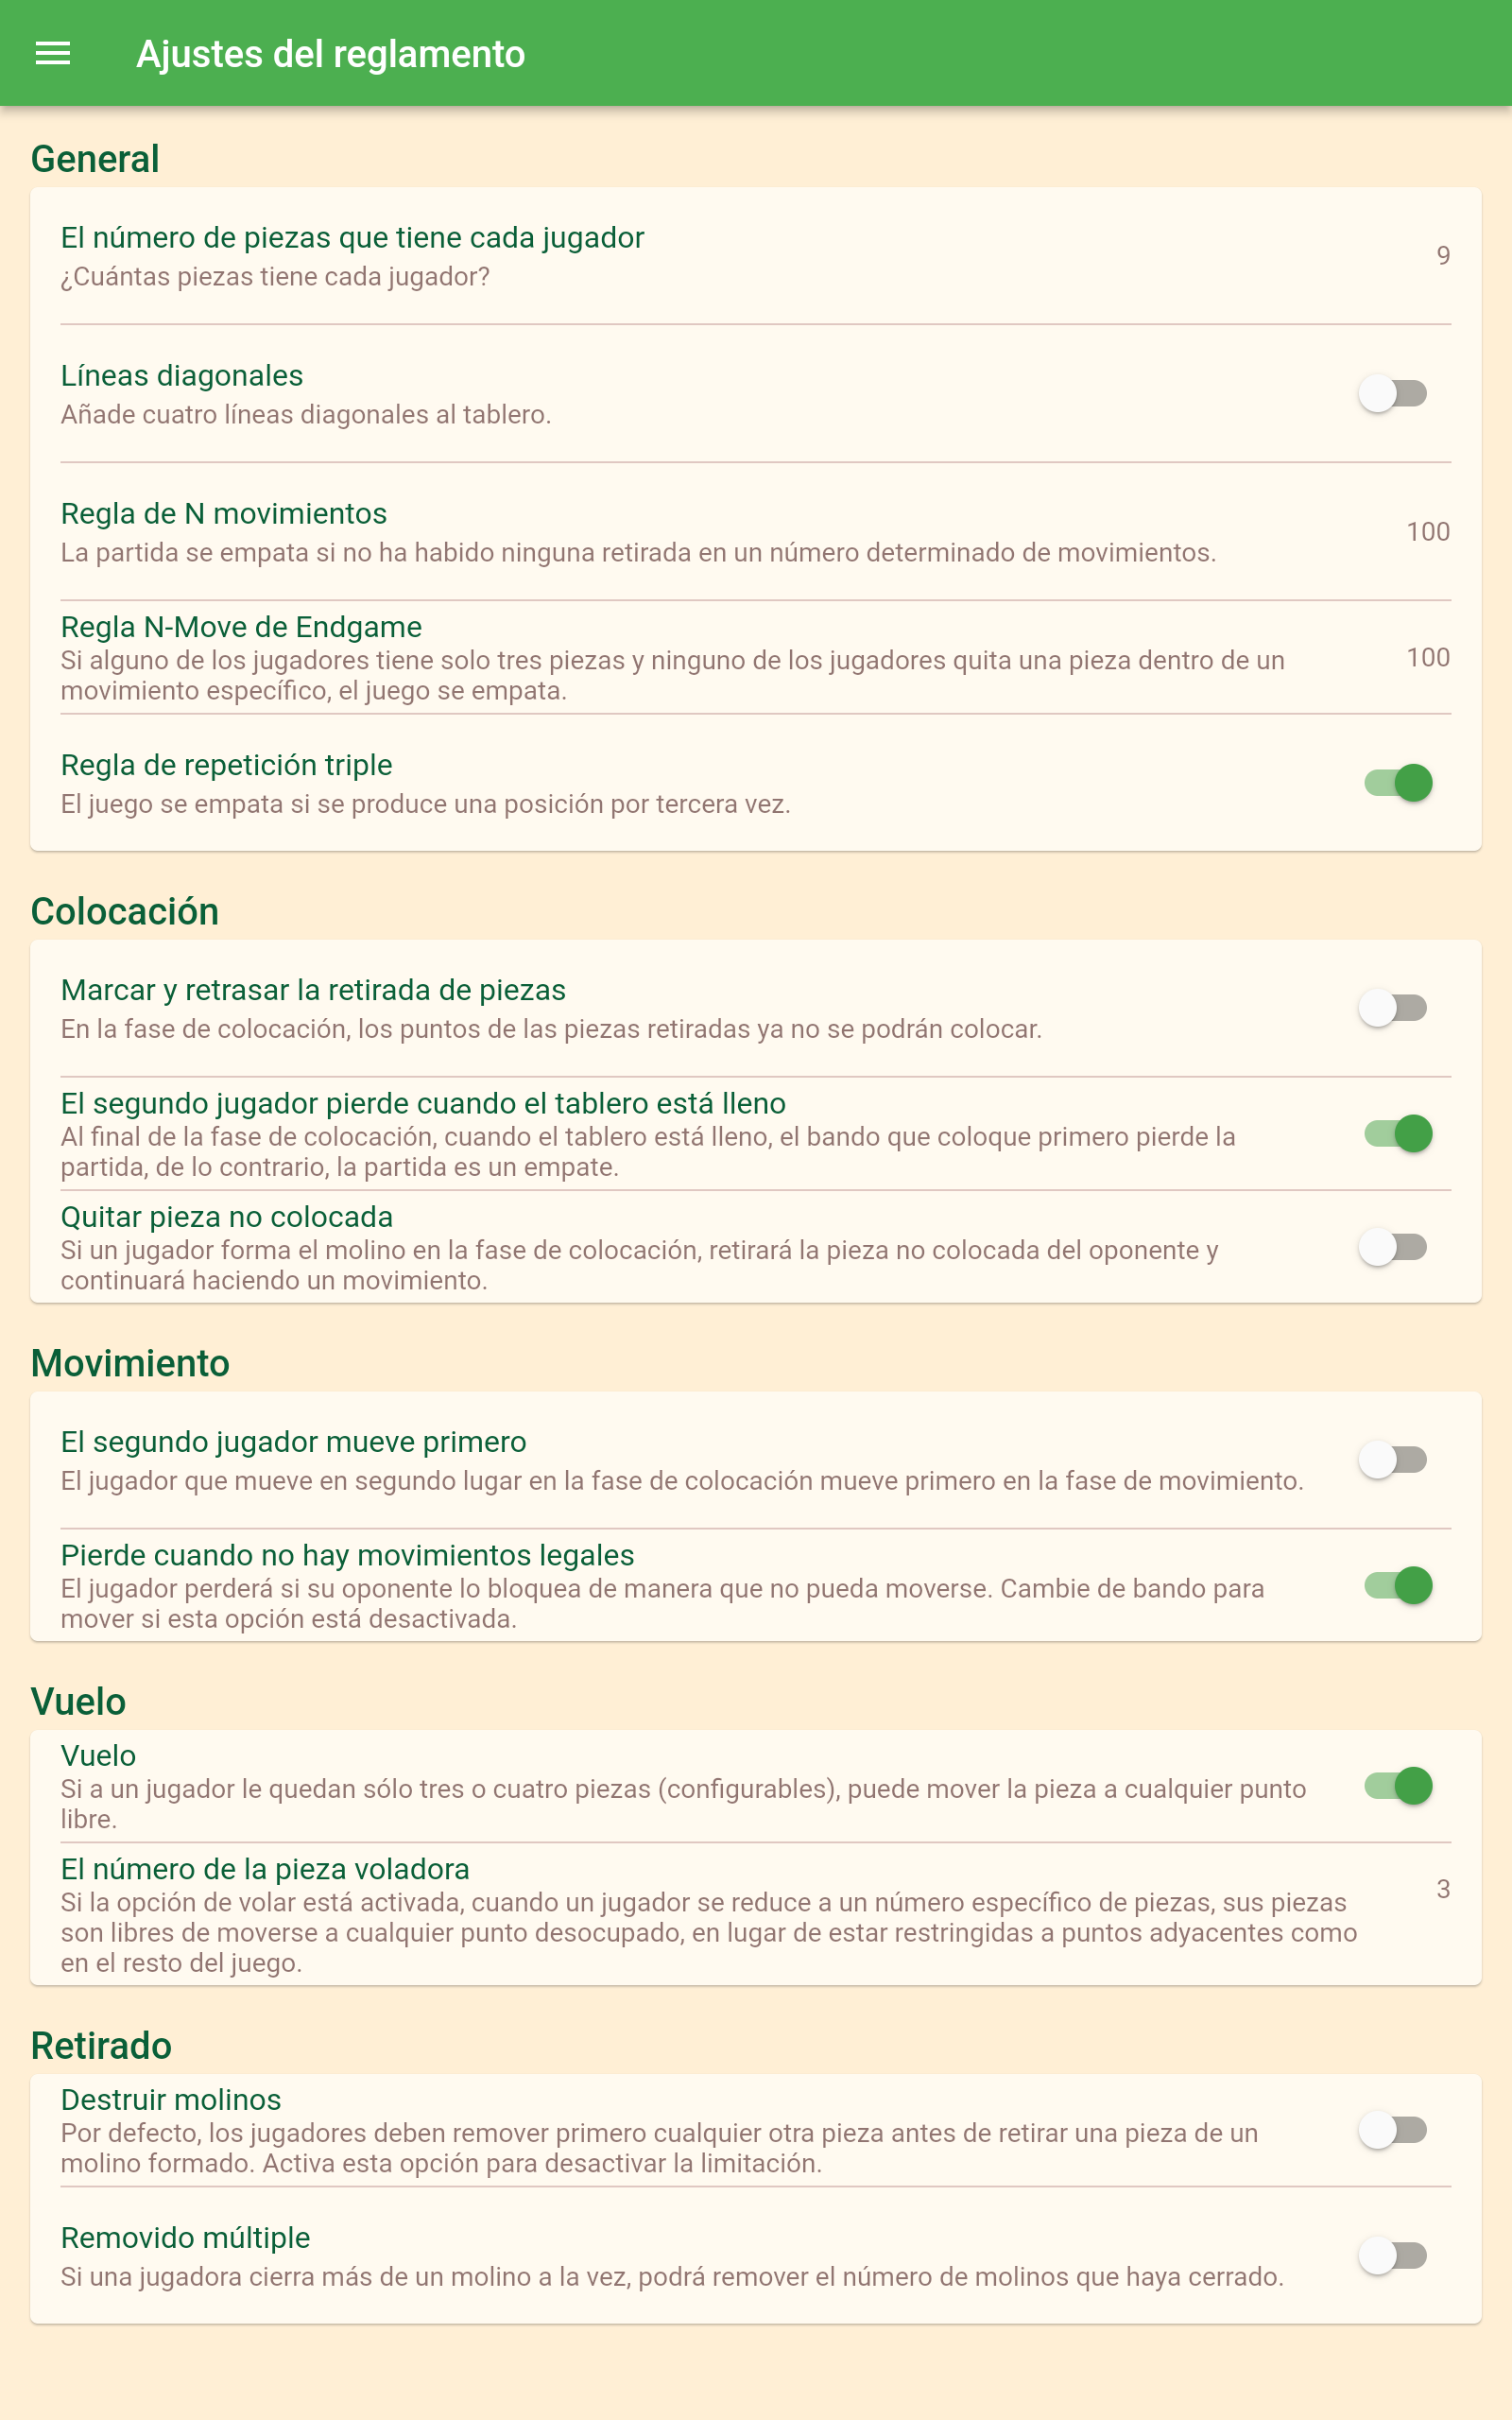 Ajustes del reglamento
General
El número de piezas que tiene cada jugador
¿Cuántas piezas tiene cada jugador?
9
Líneas diagonales
Añade cuatro líneas diagonales al tablero.
Regla de N movimientos
La partida se empata si no ha habido ninguna retirada en un número determinado de movimientos.
100
Regla N-Move de Endgame
Si alguno de los jugadores tiene solo tres piezas y ninguno de los jugadores quita una pieza dentro de un
movimiento específico, el juego se empata.
100
Regla de repetición triple
El juego se empata si se produce una posición por tercera vez.
Colocación
Marcar y retrasar la retirada de piezas
En la fase de colocación, los puntos de las piezas retiradas ya no se podrán colocar.
El segundo jugador pierde cuando el tablero está lleno
Al final de la fase de colocación, cuando el tablero está lleno, el bando que coloque primero pierde la
partida, de lo contrario, la partida es un empate.
Quitar pieza no colocada
Si un jugador forma el molino en la fase de colocación, retirará la pieza no colocada del oponente y
continuará haciendo un movimiento.
Movimiento
El segundo jugador mueve primero
El jugador que mueve en segundo lugar en la fase de colocación mueve primero en la fase de movimiento.
Pierde cuando no hay movimientos legales
El jugador perderá si su oponente lo bloquea de manera que no pueda moverse. Cambie de bando para
mover si esta opción está desactivada.
Vuelo
Vuelo
Si a un jugador le quedan sólo tres o cuatro piezas (configurables), puede mover la pieza a cualquier punto
libre.
El número de la pieza voladora
Si la opción de volar está activada, cuando un jugador se reduce a un número específico de piezas, sus piezas
son libres de moverse a cualquier punto desocupado, en lugar de estar restringidas a puntos adyacentes como
en el resto del juego.
3
Retirado
Destruir molinos
Por defecto, los jugadores deben remover primero cualquier otra pieza antes de retirar una pieza de un
molino formado. Activa esta opción para desactivar la limitación.
Removido múltiple
Si una jugadora cierra más de un molino a la vez, podrá remover el número de molinos que haya cerrado.